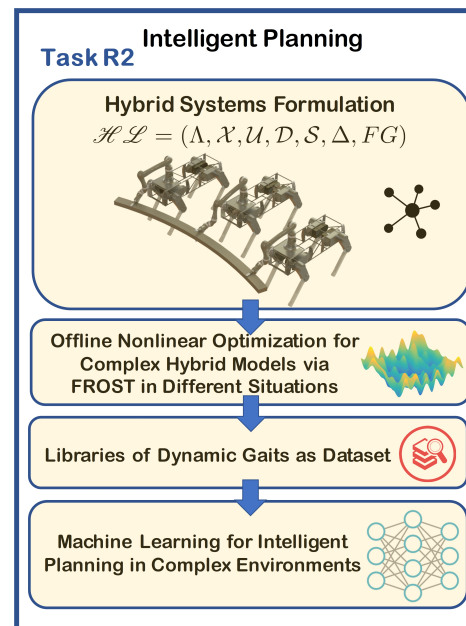 Intelligent Planning
Task R2
Hybrid Systems Formulation
ℋℒ = (Λ, 𝒳, 𝒰, 𝒟, 𝒮, Δ, FG)
Offline Nonlinear Optimization for
Complex Hybrid Models via
FROST in Different Situations
Libraries of Dynamic Gaits as Dataset
Machine Learning for Intelligent
Planning in Complex Environments